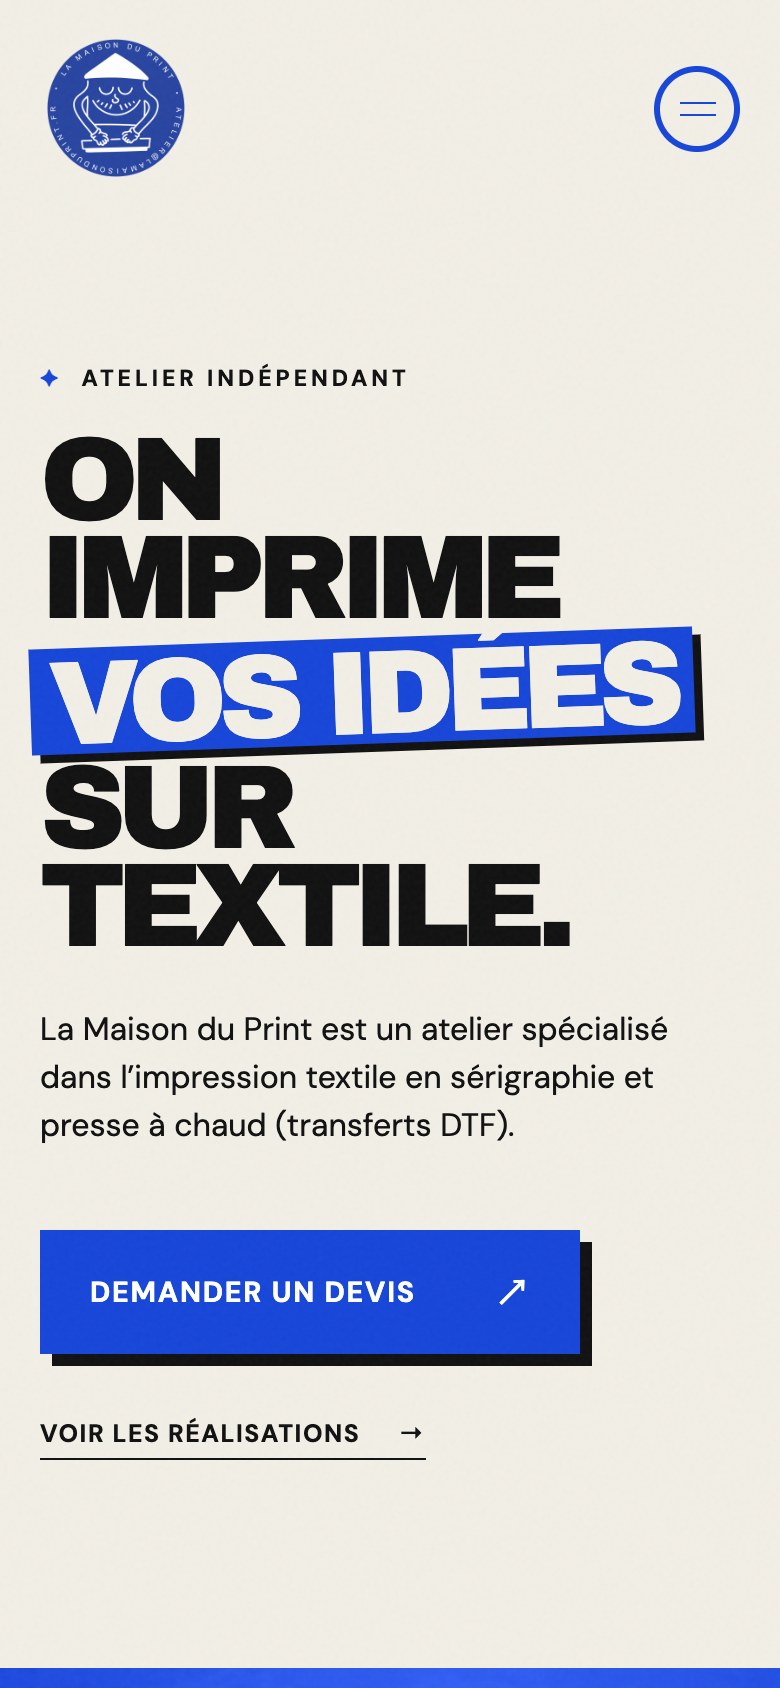 • LA MAISON DU PRINT • ATELIER@LAMAISONDUPRINT.FR
ATELIER INDÉPENDANT
ON
IMPRIME
VOS IDÉES
SUR
TEXTILE.
La Maison du Print est un atelier spécialisé
dans l’impression textile en sérigraphie et
presse à chaud (transferts DTF).
DEMANDER UN DEVIS ↗
VOIR LES RÉALISATIONS →